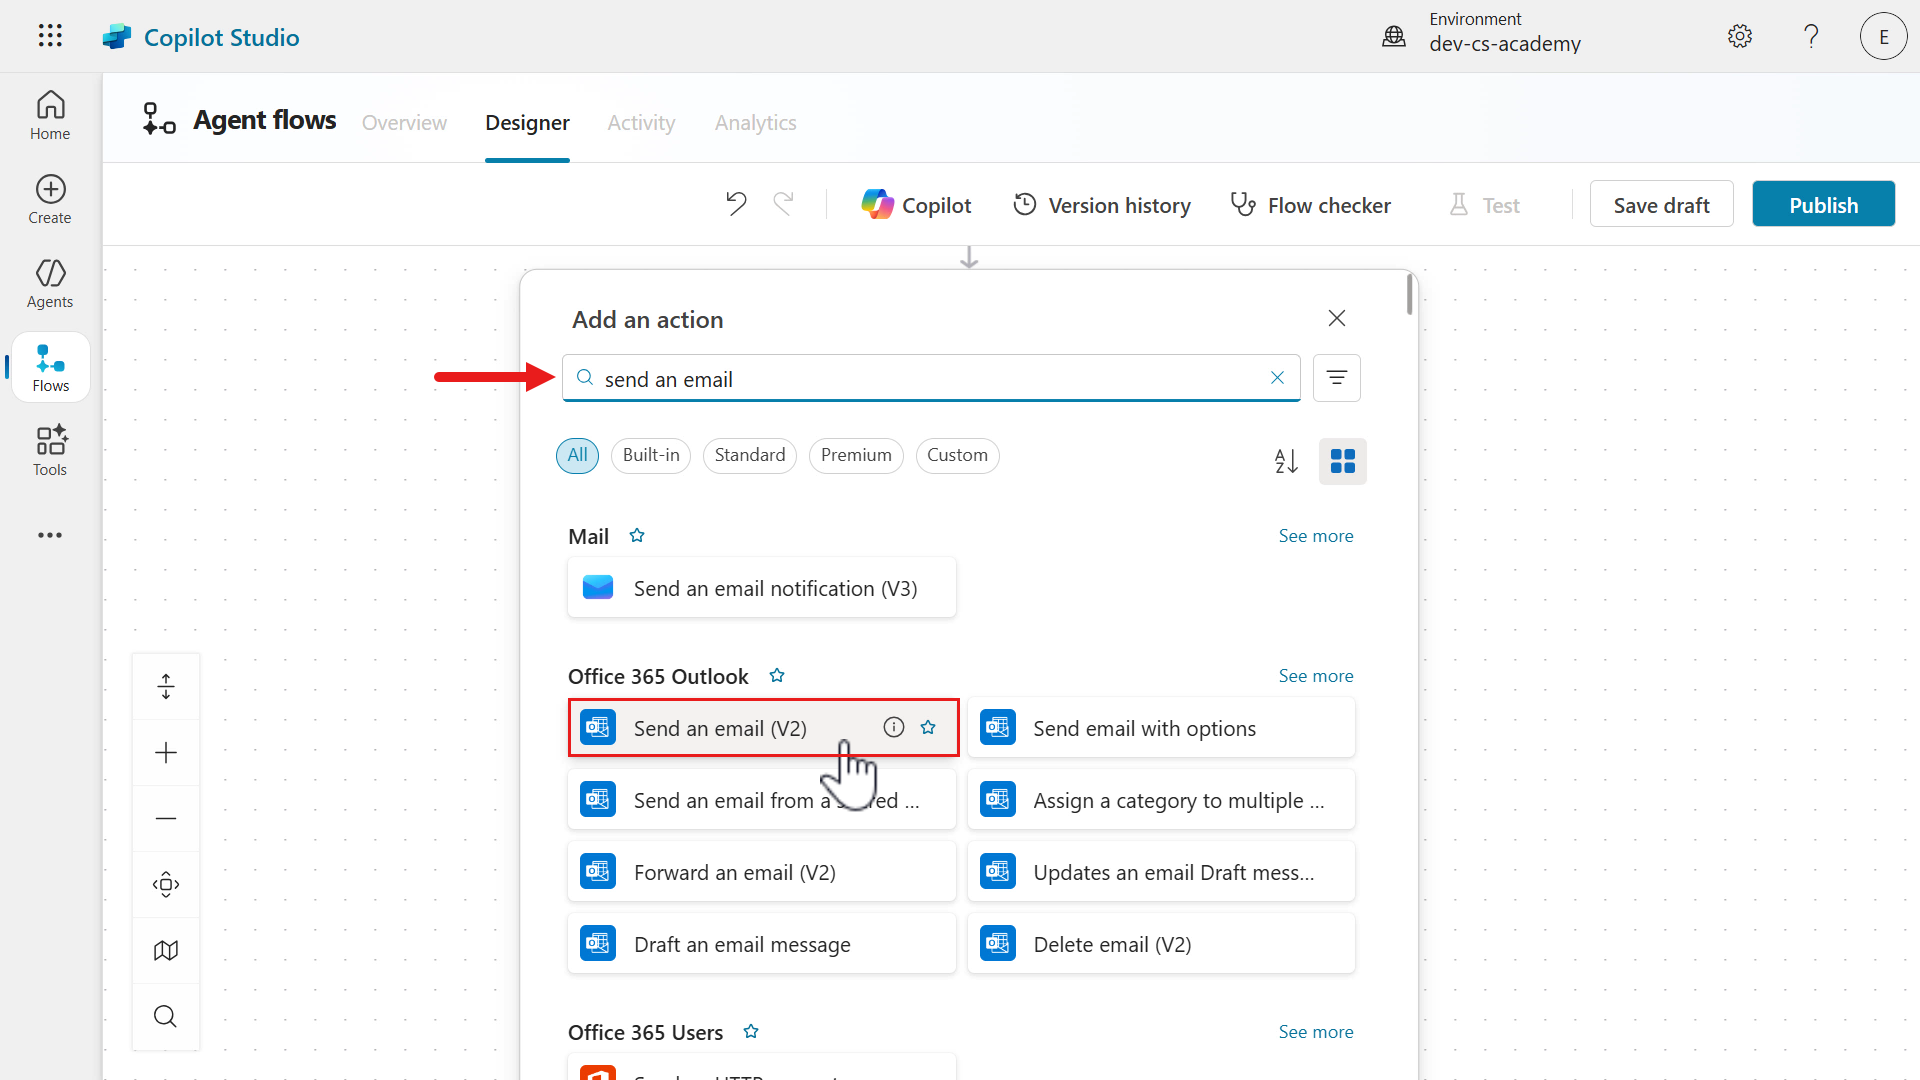 Copilot Studio
Environment
dev-cs-academy
E
Home
Create
Agents
Flows
Tools
Agent flows
Overview
Designer
Activity
Analytics
Copilot
Version history
Flow checker
Test
Save draft
Publish
Add an action
send an email
All
Built-in
Standard
Premium
Custom
Mail
See more
Send an email notification (V3)
Office 365 Outlook
See more
Send an email (V2)
Send email with options
Send an email from a ...
Assign a category to multiple ...
Forward an email (V2)
Updates an email Draft mess...
Draft an email message
Delete email (V2)
Office 365 Users
See more